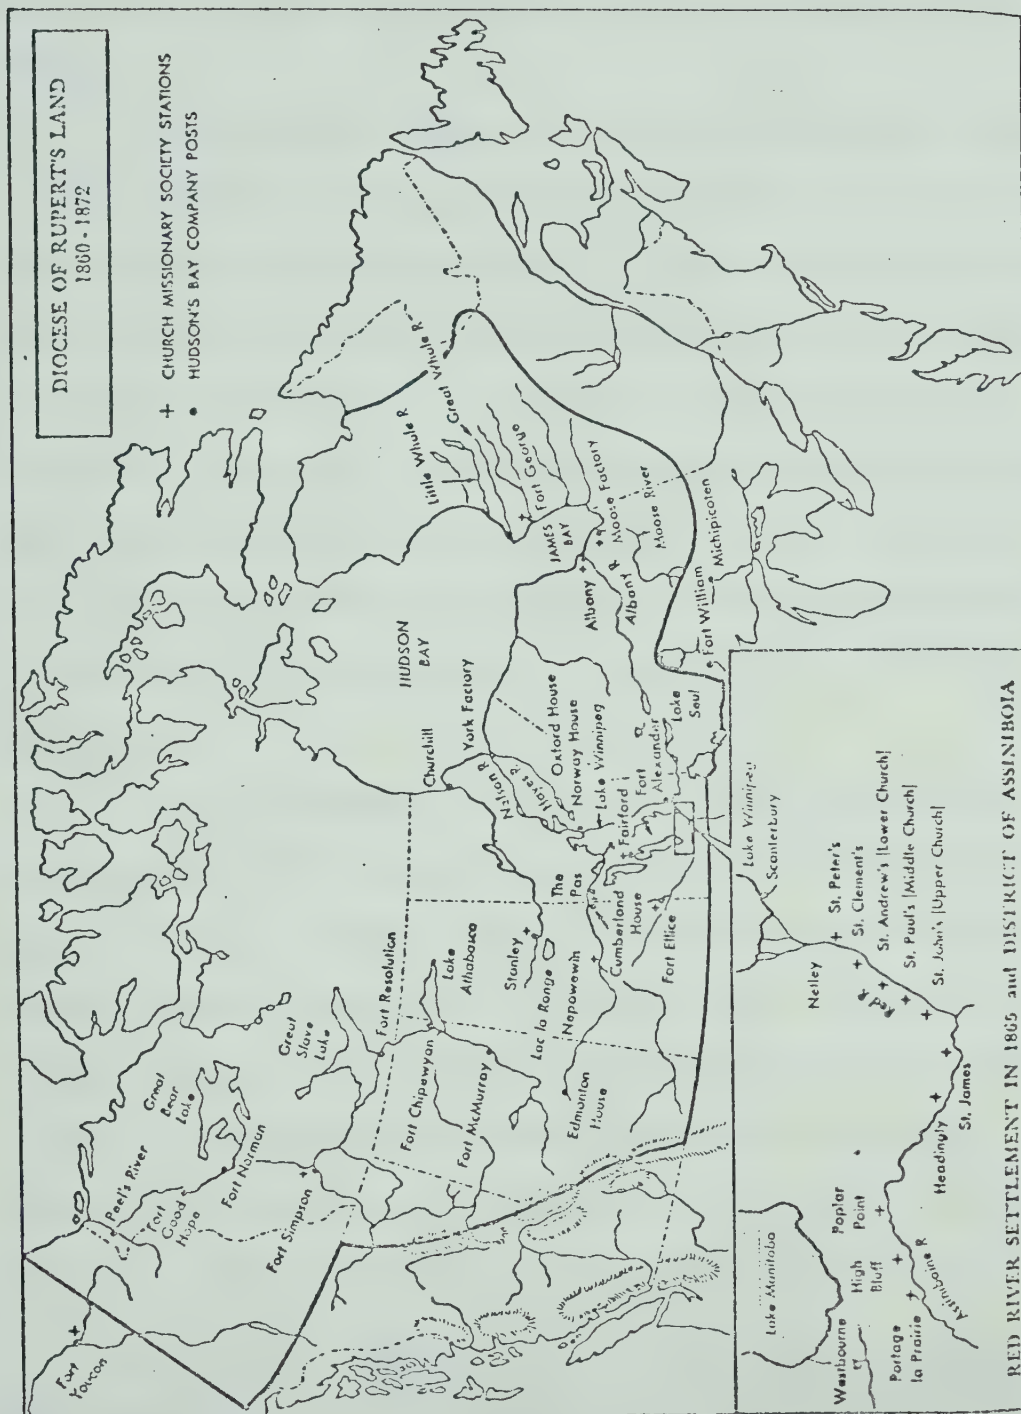 DIOCESE OF RUPERT'S LAND
1860 - 1872
+ CHURCH MISSIONARY SOCIETY STATIONS
• HUDSON'S BAY COMPANY POSTS
Fort
Youcon
Peel's River
Fort
Good
Hope
Great
Bear
Lake
Fort Norman
Fort Simpson
Great
Slave
Lake
Fort Resolution
Fort Chipewyan
Lake
Athabasca
Fort McMurray
Stanley
Lac la Ronge
Nepowewin
Edmonton
House
The
Pas
Cumberland
House
Fort Ellice
Churchill
York Factory
HUDSON
BAY
Nelson R
Hayes R.
Oxford House
Norway House
Lake Winnipeg
Fairford
Fort
Alexander
Lake
Seul
Little Whale R
Great Whale R
Fort George
JAMES
BAY
Moose Factory
Moose River
Albany
Albany R
Michipicoten
Fort William
Lake Winnipeg
Scanterbury
Netley
St. Peter's
St. Clement's
St. Andrew's |Lower Church|
St. Paul's |Middle Church|
St. John's |Upper Church|
Red R
St. James
Headingly
Poplar
Point
High
Bluff
Lake Manitoba
Westbourne
Portage
la Prairie
Assiniboine R
RED RIVER SETTLEMENT IN 1865 and DISTRICT OF ASSINIBOIA